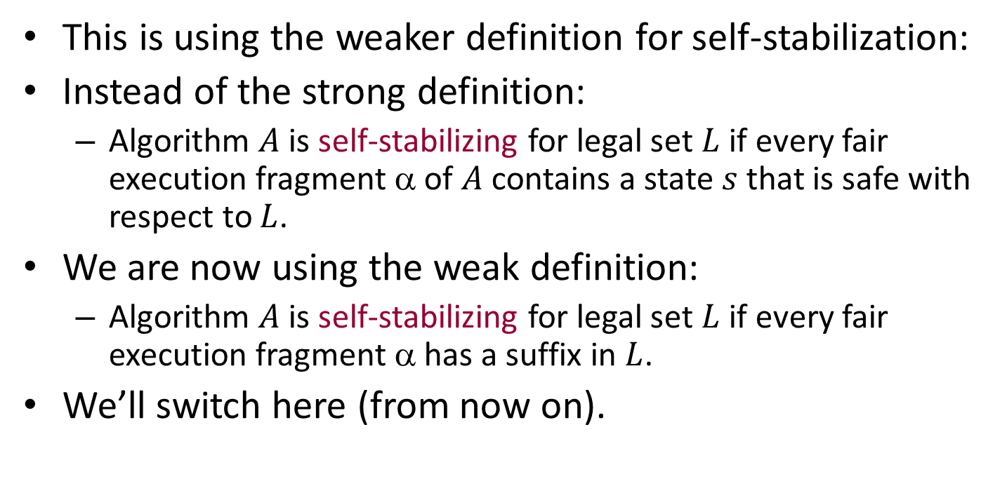 • This is using the weaker definition for self-stabilization:
• Instead of the strong definition:
– Algorithm A is self-stabilizing for legal set L if every fair
execution fragment α of A contains a state s that is safe with
respect to L.
• We are now using the weak definition:
– Algorithm A is self-stabilizing for legal set L if every fair
execution fragment α has a suffix in L.
• We’ll switch here (from now on).